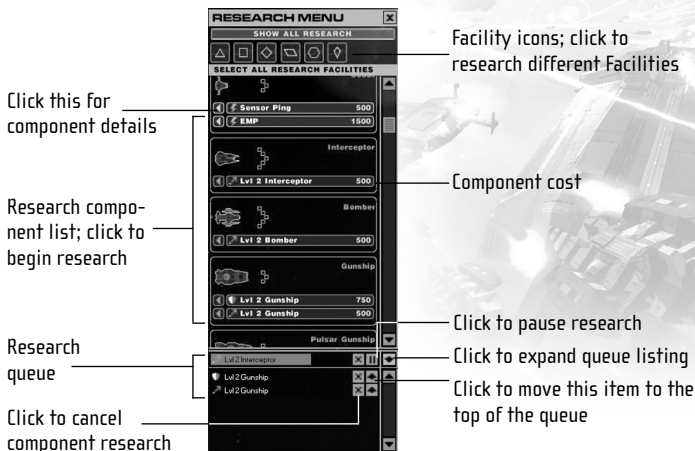 RESEARCH MENU
SHOW ALL RESEARCH
SELECT ALL RESEARCH FACILITIES
Sensor Ping 500
EMP 1500
Interceptor
Lvl 2 Interceptor 500
Bomber
Lvl 2 Bomber 500
Gunship
Lvl 2 Gunship 750
Lvl 2 Gunship 500
Pulsar Gunship
Lvl 2 Interceptor
Lvl 2 Gunship
Lvl 2 Gunship
Click this for
component details
Research compo-
nent list; click to
begin research
Research
queue
Click to cancel
component research
Facility icons; click to
research different Facilities
Component cost
Click to pause research
Click to expand queue listing
Click to move this item to the
top of the queue